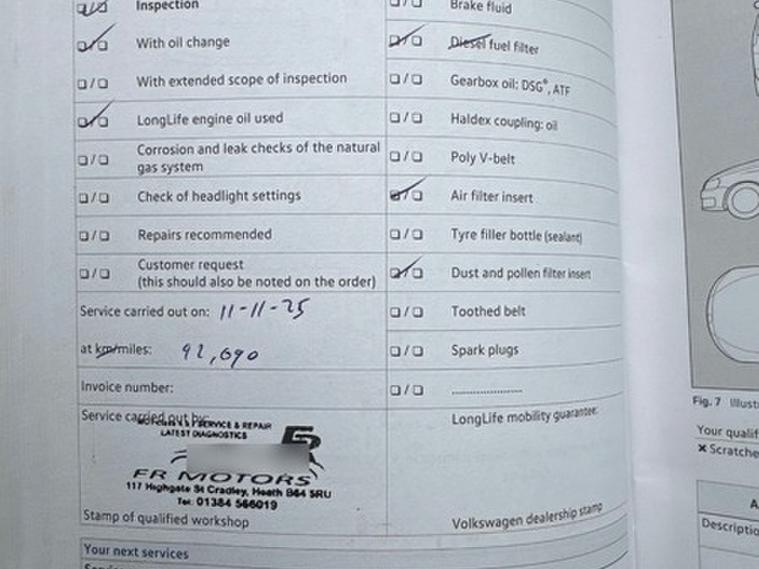 Inspection
Brake fluid
With oil change
Diesel fuel filter
With extended scope of inspection
Gearbox oil: DSG®, ATF
LongLife engine oil used
Haldex coupling: oil
Corrosion and leak checks of the natural
gas system
Poly V-belt
Check of headlight settings
Air filter insert
Repairs recommended
Tyre filler bottle (sealant)
Customer request
(this should also be noted on the order)
Dust and pollen filter insert
Service carried out on: 11-11-25
Toothed belt
at km/miles: 92,690
Spark plugs
Invoice number:
....................
Service carried out by:
SERVICE & REPAIR
LATEST DIAGNOSTICS
FR MOTORS
117 Highgate St Cradley, Heath B64 5RU
Tel: 01384 566019
Stamp of qualified workshop
LongLife mobility guarantee:
Volkswagen dealership stamp
Your next services
Fig. 7
Your
× Scratche
Descriptio